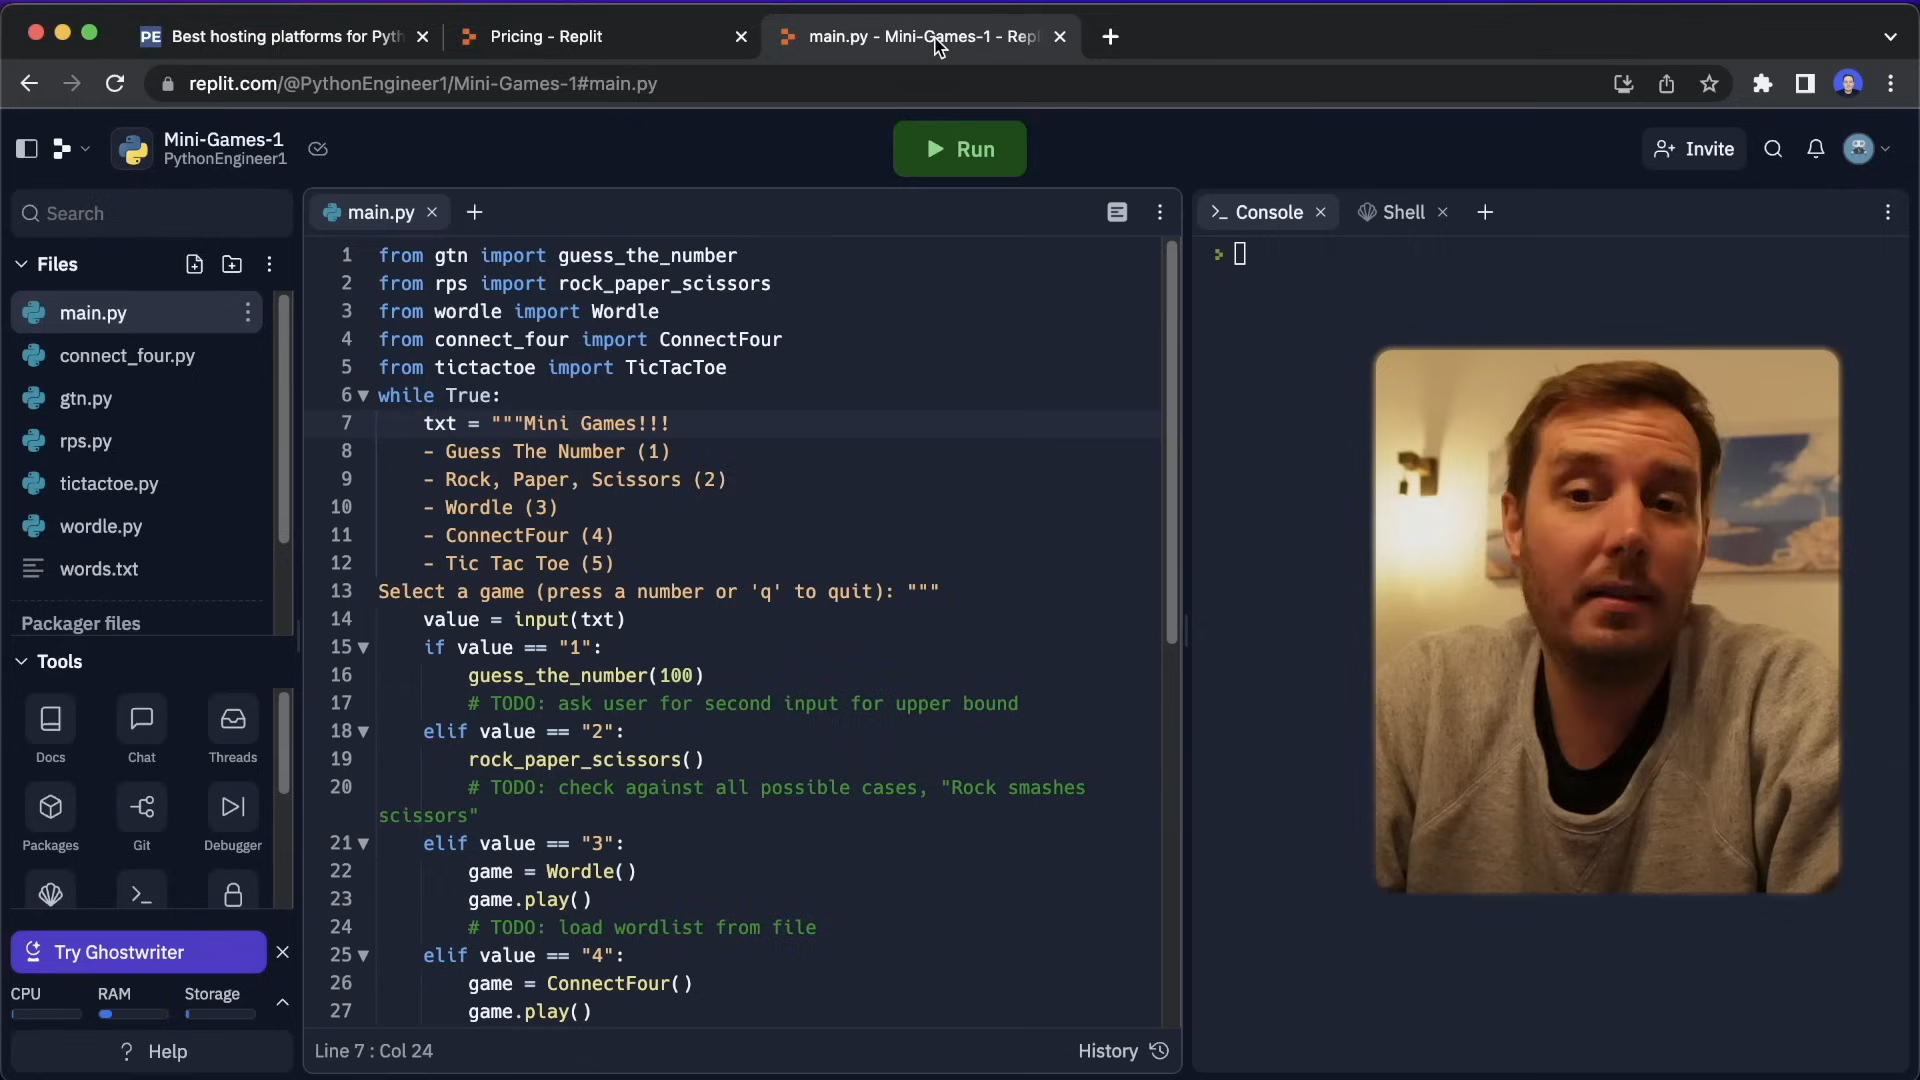 PE Best hosting platforms for Pyth
Pricing - Replit
main.py - Mini-Games-1 - Repl
replit.com/@PythonEngineer1/Mini-Games-1#main.py
Mini-Games-1
PythonEngineer1
Run
Invite
Search
Files
main.py
connect_four.py
gtn.py
rps.py
tictactoe.py
wordle.py
words.txt
Packager files
Tools
Docs
Chat
Threads
Packages
Git
Debugger
Try Ghostwriter
CPU
RAM
Storage
? Help
main.py
1 from gtn import guess_the_number
2 from rps import rock_paper_scissors
3 from wordle import Wordle
4 from connect_four import ConnectFour
5 from tictactoe import TicTacToe
6 while True:
7 txt = """Mini Games!!!
8 - Guess The Number (1)
9 - Rock, Paper, Scissors (2)
10 - Wordle (3)
11 - ConnectFour (4)
12 - Tic Tac Toe (5)
13 Select a game (press a number or 'q' to quit): """
14 value = input(txt)
15 if value == "1":
16 guess_the_number(100)
17 # TODO: ask user for second input for upper bound
18 elif value == "2":
19 rock_paper_scissors()
20 # TODO: check against all possible cases, "Rock smashes
scissors"
21 elif value == "3":
22 game = Wordle()
23 game.play()
24 # TODO: load wordlist from file
25 elif value == "4":
26 game = ConnectFour()
27 game.play()
Line 7 : Col 24
History
Console
Shell